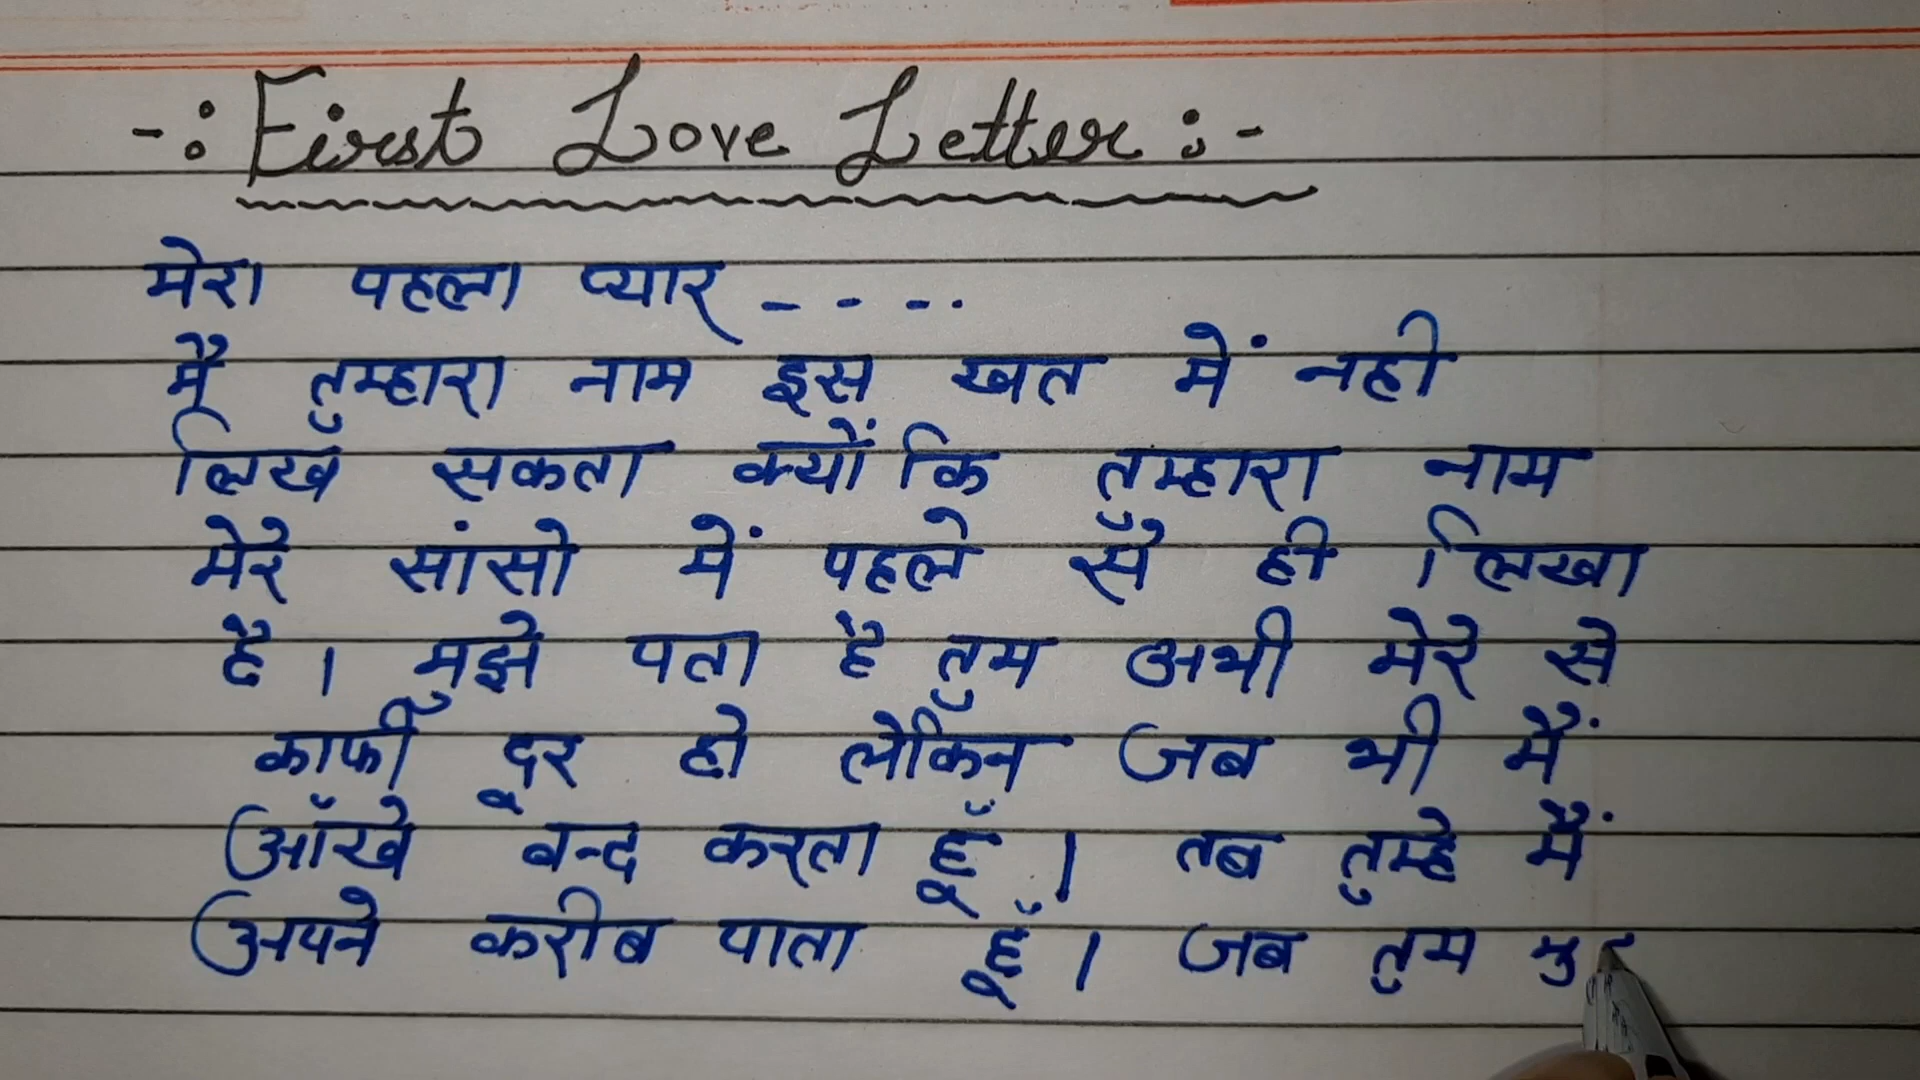 -: First Love Letter :-
मेरा पहला प्यार - - - .
मै तुम्हारा नाम इस खत में नही
लिख सकता क्योंकि तुम्हारा नाम
मेरे सांसो में पहले से ही लिखा
है। मुझे पता है तुम अभी मेरे से
काफी दूर हो लेकिन जब भी मैं
आँखे बन्द करता हूँ। तब तुम्हे मैं
अपने करीब पाता हूँ। जब तुम